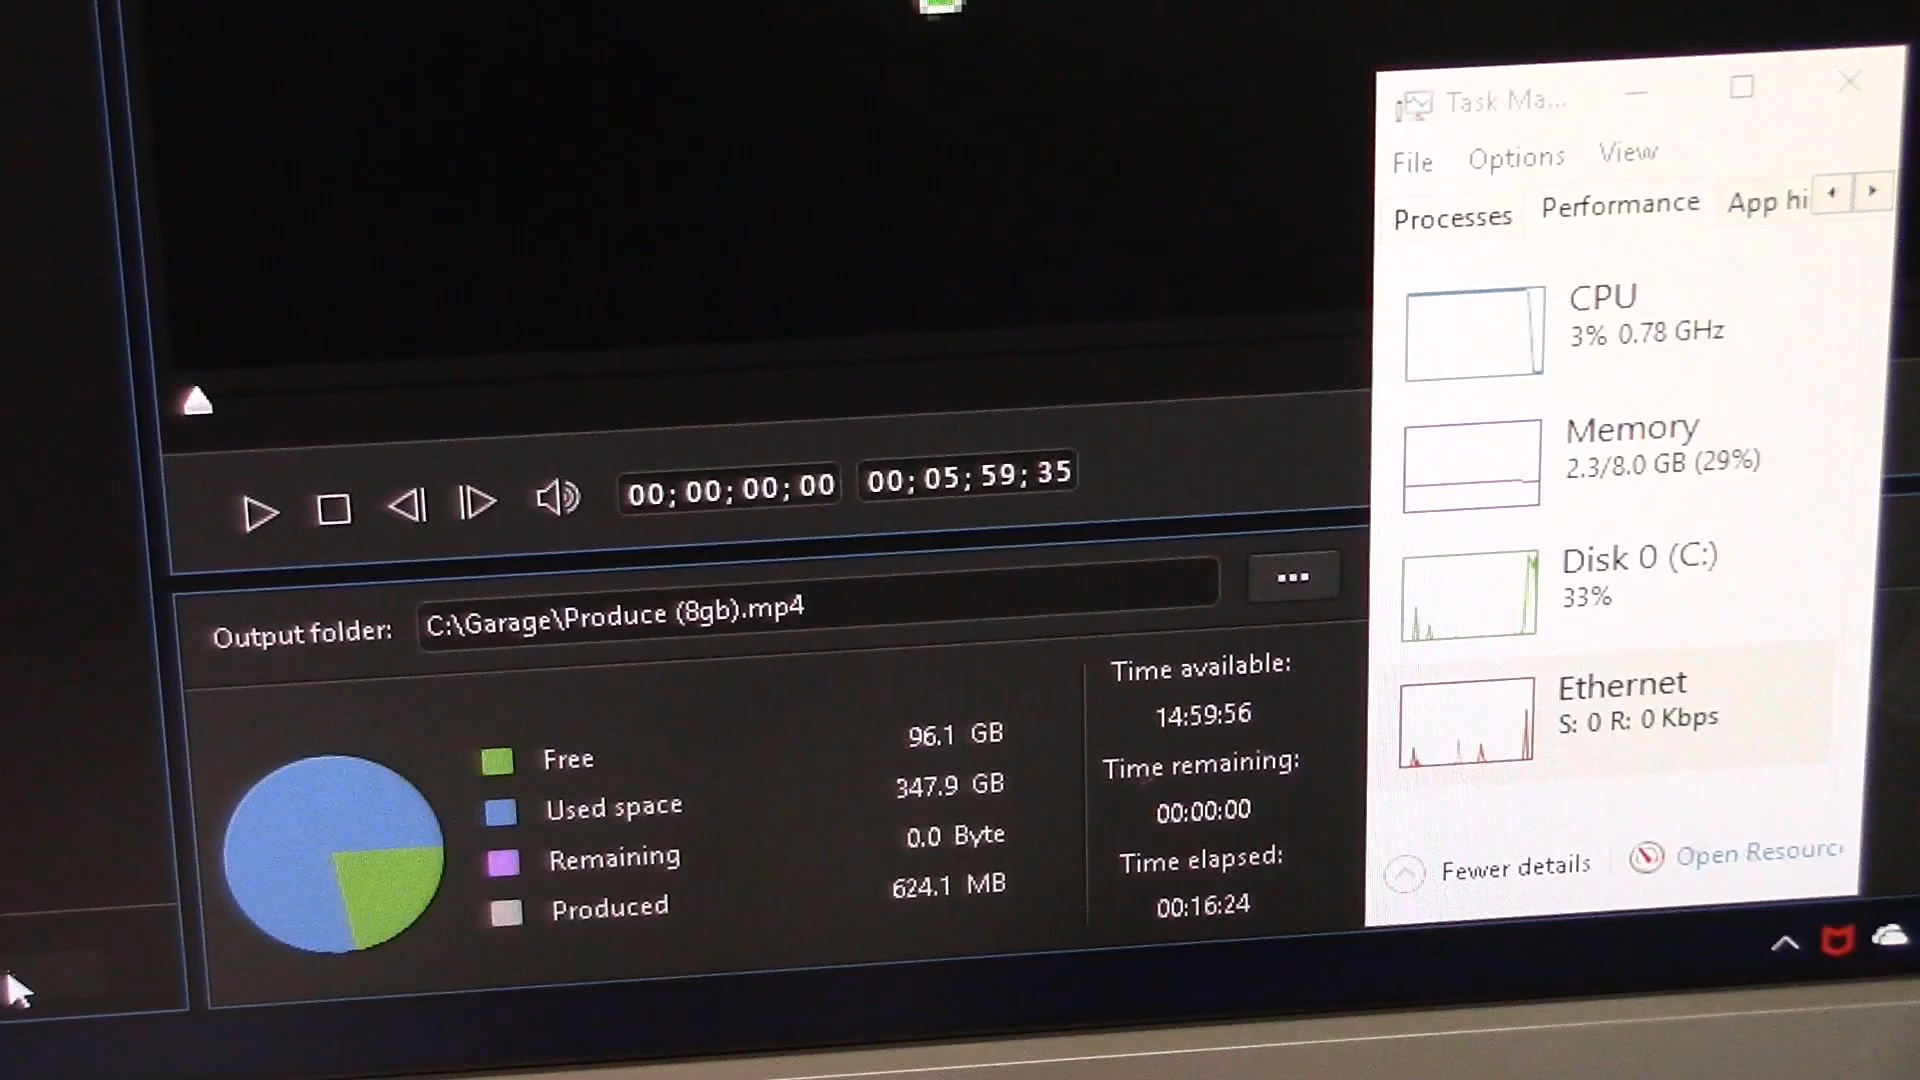 Task Ma...
File Options View
Processes Performance App hi
CPU
3% 0.78 GHz
Memory
2.3/8.0 GB (29%)
Disk 0 (C:)
33%
Ethernet
S: 0 R: 0 Kbps
Fewer details Open Resourc
00;00;00;00 00;05;59;35
Output folder: C:\Garage\Produce (8gb).mp4 ...
Free 96.1 GB
Used space 347.9 GB
Remaining 0.0 Byte
Produced 624.1 MB
Time available:
14:59:56
Time remaining:
00:00:00
Time elapsed:
00:16:24